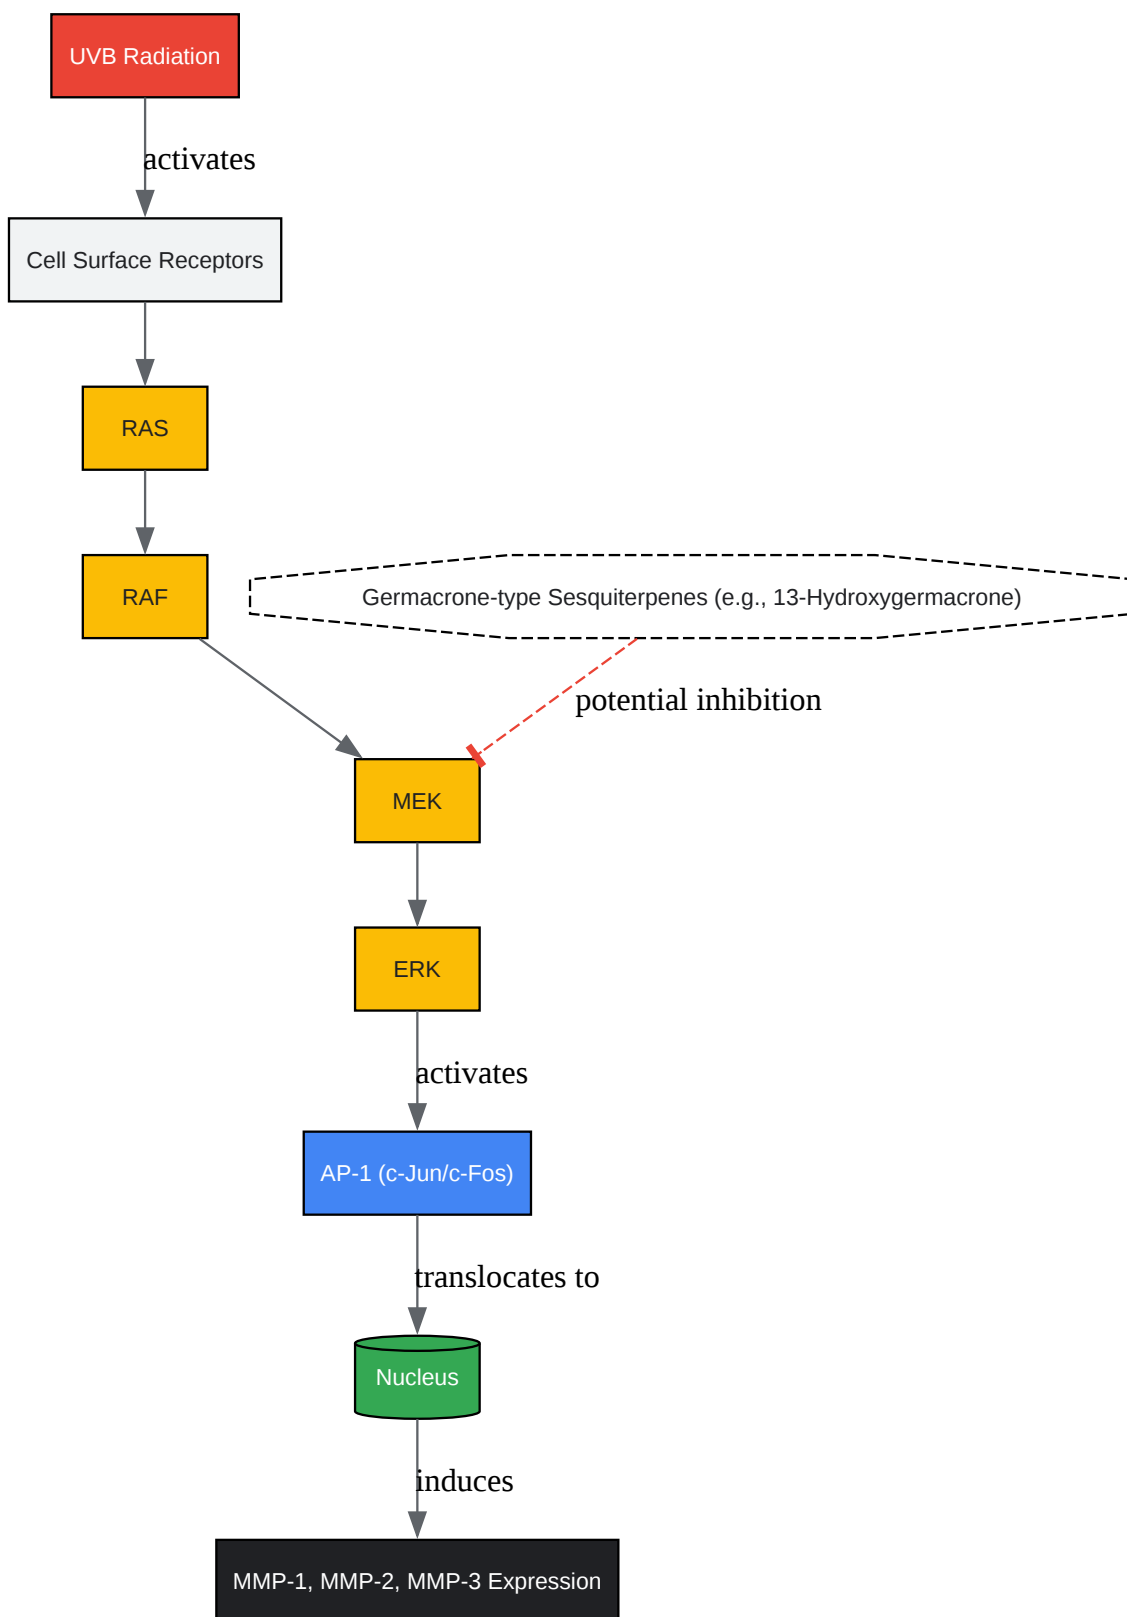 UVB Radiation
activates
Cell Surface Receptors
RAS
RAF
Germacrone-type Sesquiterpenes (e.g., 13-Hydroxygermacrone)
potential inhibition
MEK
ERK
activates
AP-1 (c-Jun/c-Fos)
translocates to
Nucleus
induces
MMP-1, MMP-2, MMP-3 Expression